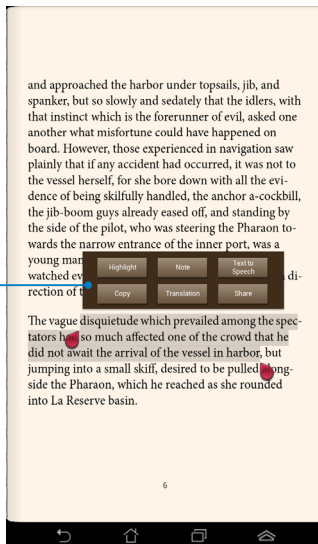 and approached the harbor under topsails, jib, and
spanker, but so slowly and sedately that the idlers, with
that instinct which is the forerunner of evil, asked one
another what misfortune could have happened on
board. However, those experienced in navigation saw
plainly that if any accident had occurred, it was not to
the vessel herself, for she bore down with all the evi-
dence of being skilfully handled, the anchor a-cockbill,
the jib-boom guys already eased off, and standing by
the side of the pilot, who was steering the Pharaon to-
wards the narrow entrance of the inner port, was a
young man
Highlight Note Text to Speech
watched di-
rection of
Copy Translation Share
The vague disquietude which prevailed among the spec-
tators had so much affected one of the crowd that he
did not await the arrival of the vessel in harbor, but
jumping into a small skiff, desired to be pulled along-
side the Pharaon, which he reached as she rounded
into La Reserve basin.
6